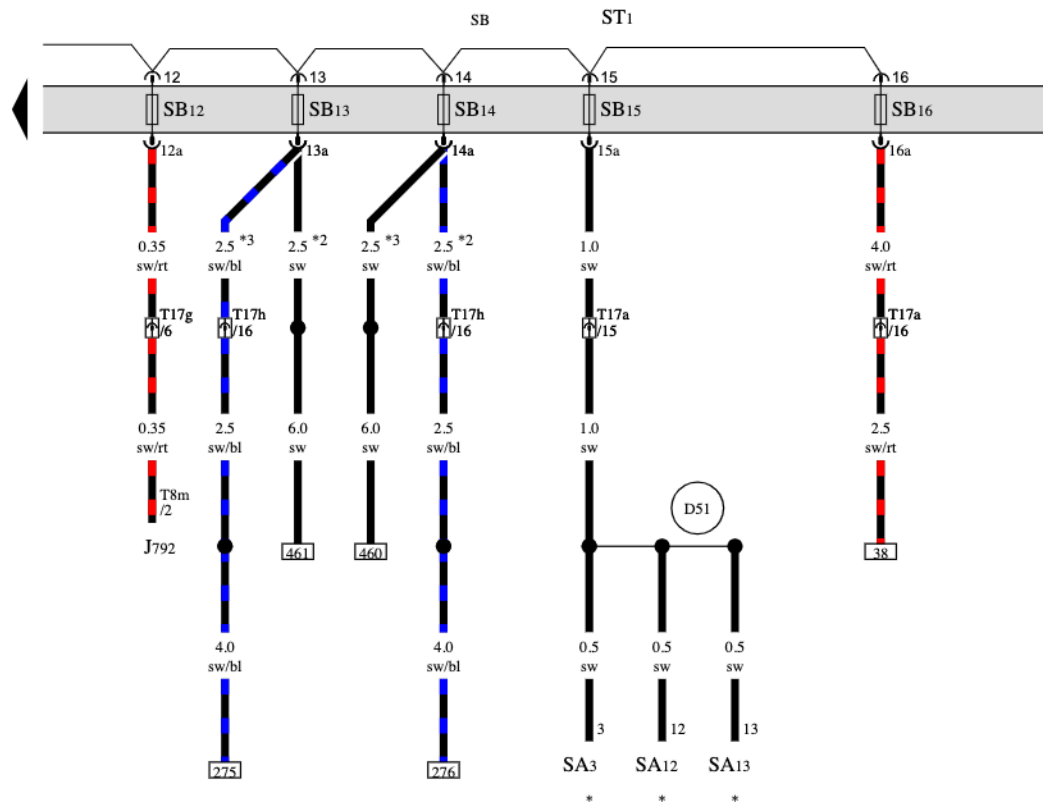 SB ST1
12 13 14 15 16
SB12 SB13 SB14 SB15 SB16
12a 13a 14a 15a 16a
0.35 2.5 *3 2.5 *2 2.5 *3 2.5 *2 1.0 4.0
sw/rt sw/bl sw sw sw/bl sw sw/rt
T17g T17h T17h T17a T17a
/6 /16 /16 /15 /16
0.35 2.5 6.0 6.0 2.5 1.0 2.5
sw/rt sw/bl sw sw sw/bl sw sw/rt
T8m D51
/2
J792 461 460 38
4.0 4.0 0.5 0.5 0.5
sw/bl sw/bl sw sw sw
3 12 13
275 276 SA3 SA12 SA13
* * *